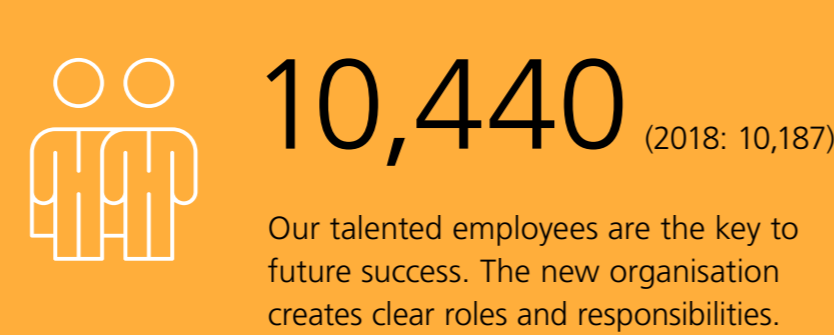 10,440 (2018: 10,187)
Our talented employees are the key to
future success. The new organisation
creates clear roles and responsibilities.